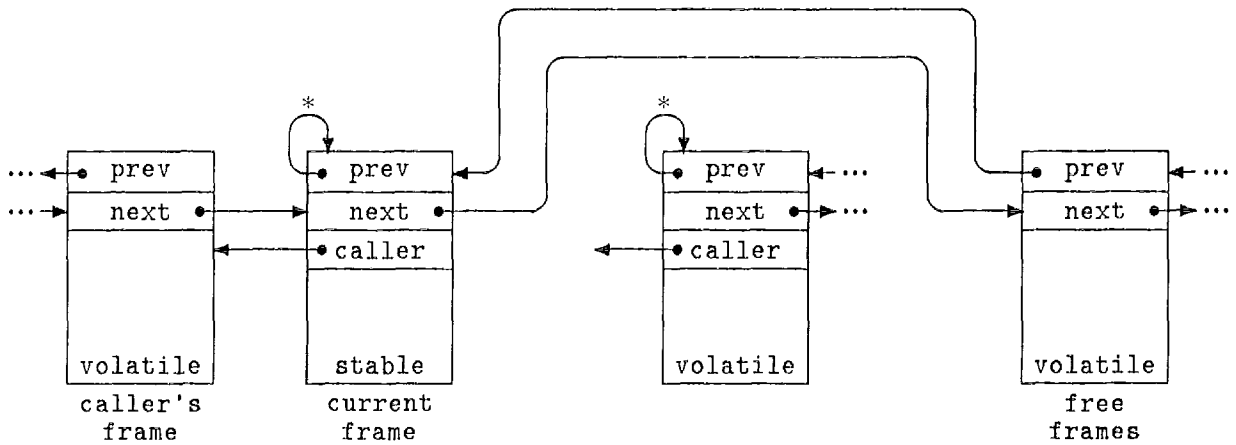 * *
... prev prev prev ... prev ...
... next next next ... next ...
caller caller
volatile stable volatile volatile
caller's current free
frame frame frames